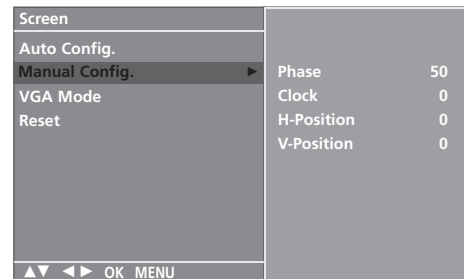 Screen
Auto Config.
Manual Config. ►
VGA Mode
Reset
Phase 50
Clock 0
H-Position 0
V-Position 0
▲▼ ◄► OK MENU